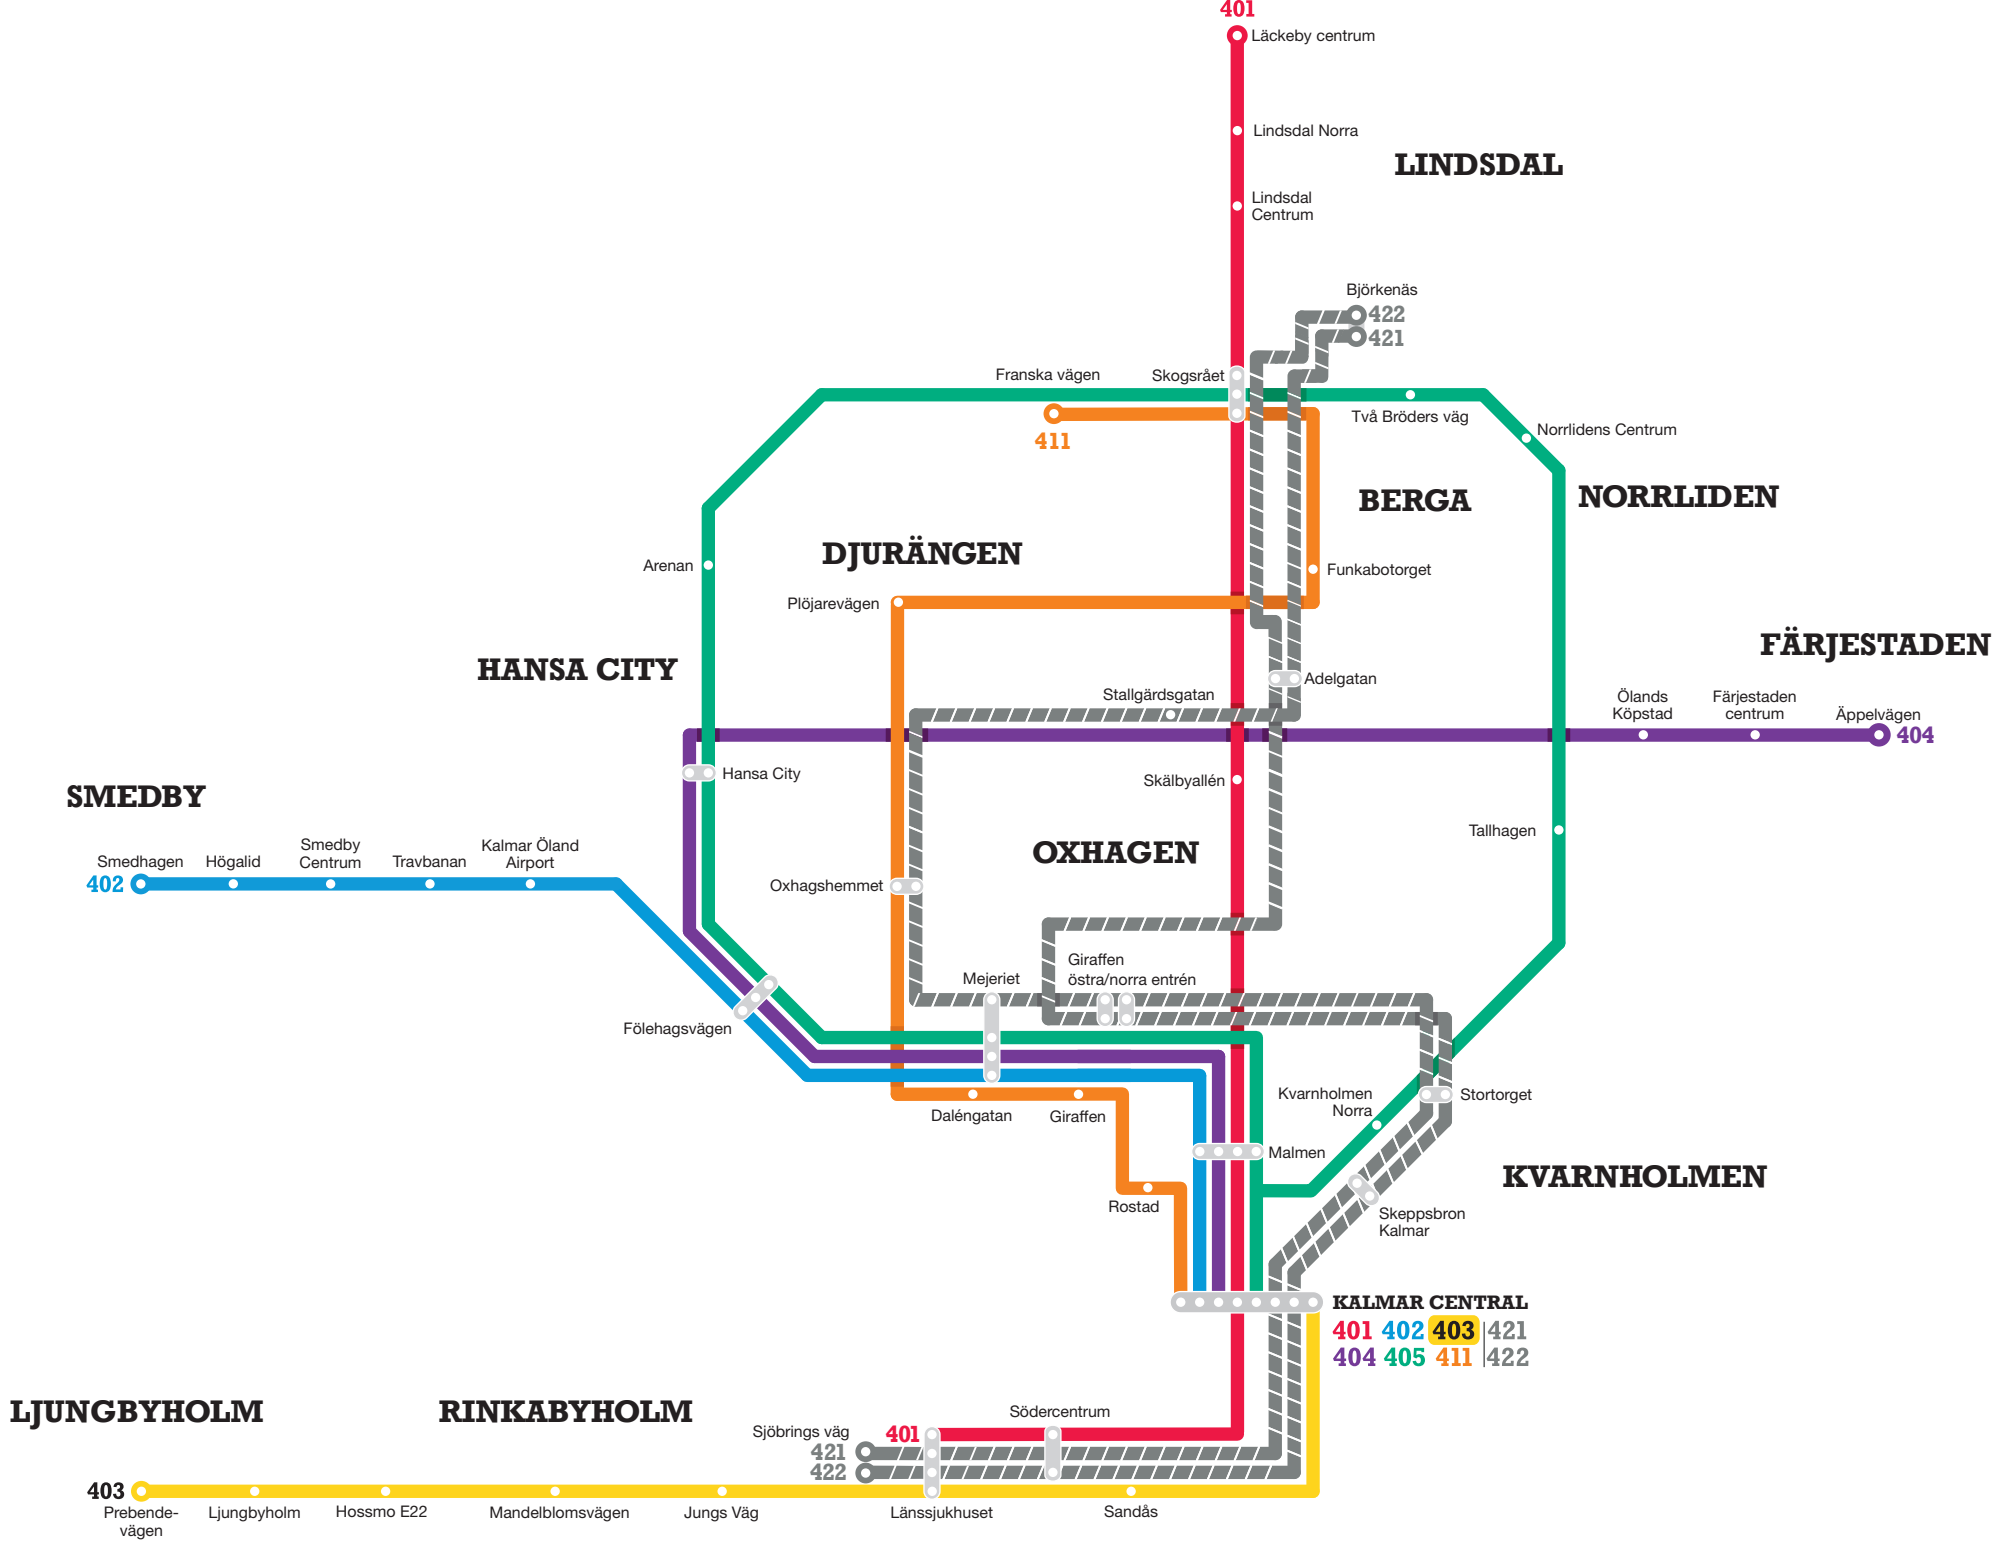 401
Läckeby centrum
Lindsdal Norra
LINDSDAL
Lindsdal
Centrum
Björkenäs
422
421
Franska vägen
Skogsrået
411
Två Bröders väg
Norrlidens Centrum
BERGA
NORRLIDEN
DJURÄNGEN
Arenan
Funkabotorget
Plöjarevägen
FÄRJESTADEN
HANSA CITY
Adelgatan
Stallgärdsgatan
Ölands
Köpstad
Färjestaden
centrum
Äppelvägen
404
Hansa City
Skälbyallén
SMEDBY
Smedhagen
Högalid
Smedby
Centrum
Travbanan
Kalmar Öland
Airport
402
Tallhagen
OXHAGEN
Oxhagshemmet
Giraffen
östra/norra entrén
Mejeriet
Fölehagsvägen
Kvarnholmen
Norra
Stortorget
Daléngatan
Giraffen
Malmen
KVARNHOLMEN
Rostad
Skeppsbron
Kalmar
KALMAR CENTRAL
401 402 403 421
404 405 411 422
LJUNGBYHOLM
RINKABYHOLM
Södercentrum
Sjöbrings väg
401
421
422
403
Prebende-
vägen
Ljungbyholm
Hossmo E22
Mandelblomsvägen
Jungs Väg
Länssjukhuset
Sandås